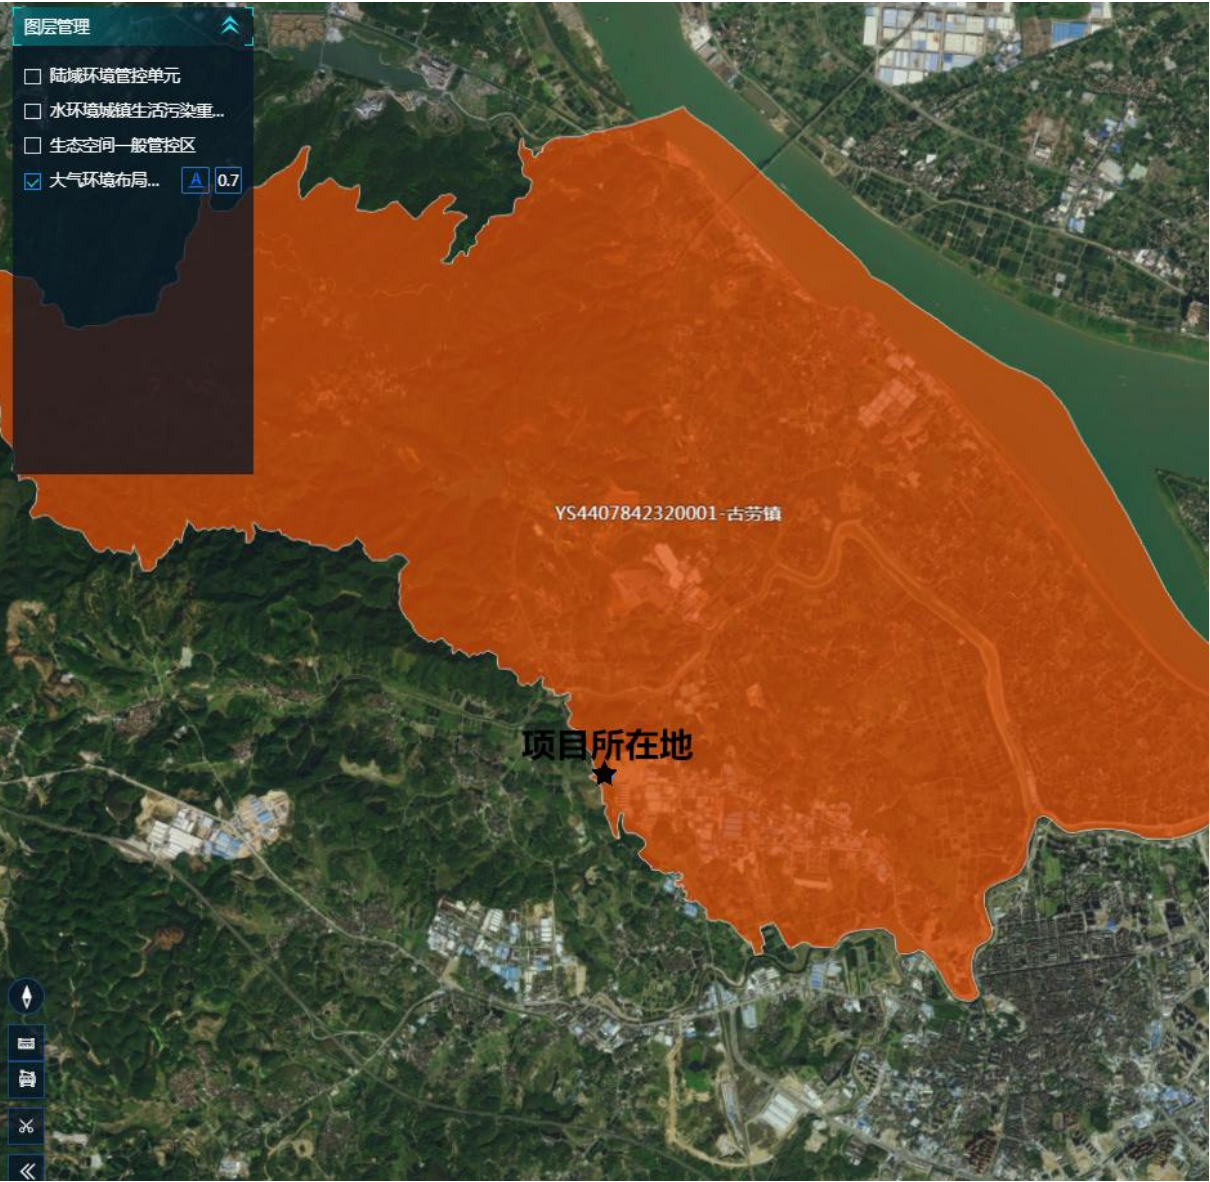 图层管理
陆域环境管控单元
水环境城镇生活污染重...
生态空间一般管控区
大气环境布局... A 0.7
YS4407842320001-古劳镇
项目所在地